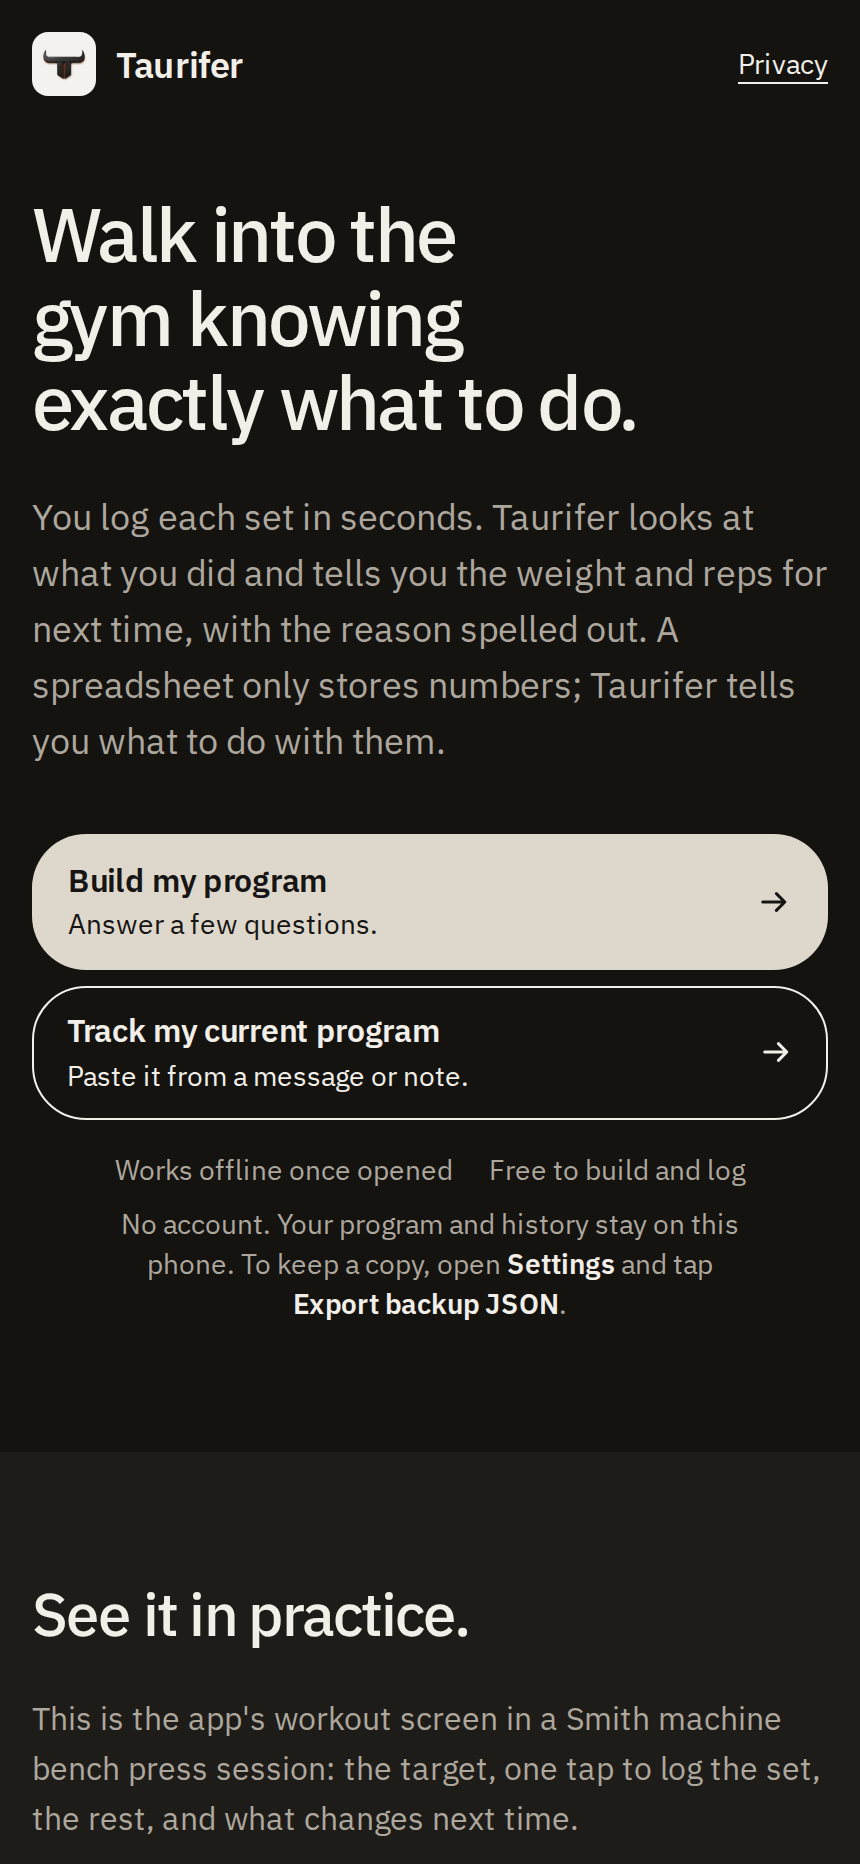 Taurifer
Privacy
Walk into the
gym knowing
exactly what to do.
You log each set in seconds. Taurifer looks at
what you did and tells you the weight and reps for
next time, with the reason spelled out. A
spreadsheet only stores numbers; Taurifer tells
you what to do with them.
Build my program
Answer a few questions.
Track my current program
Paste it from a message or note.
Works offline once opened Free to build and log
No account. Your program and history stay on this
phone. To keep a copy, open Settings and tap
Export backup JSON.
See it in practice.
This is the app's workout screen in a Smith machine
bench press session: the target, one tap to log the set,
the rest, and what changes next time.